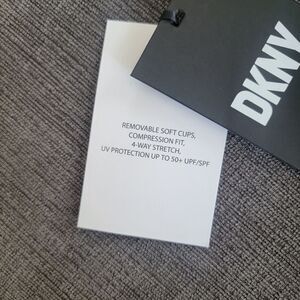 DKNY
REMOVABLE SOFT CUPS,
COMPRESSION FIT,
4-WAY STRETCH,
UV PROTECTION UP TO 50+ UPF/SPF